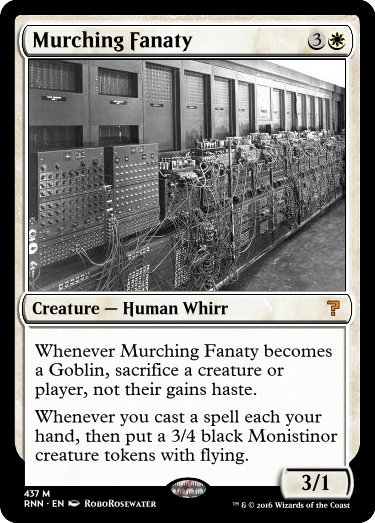 Murching Fanaty 3
Creature — Human Whirr
Whenever Murching Fanaty becomes
a Goblin, sacrifice a creature or
player, not their gains haste.
Whenever you cast a spell each your
hand, then put a 3/4 black Monistinor
creature tokens with flying.
3/1
437 M
RNN • EN RoboRosewater
™ & © 2016 Wizards of the Coast